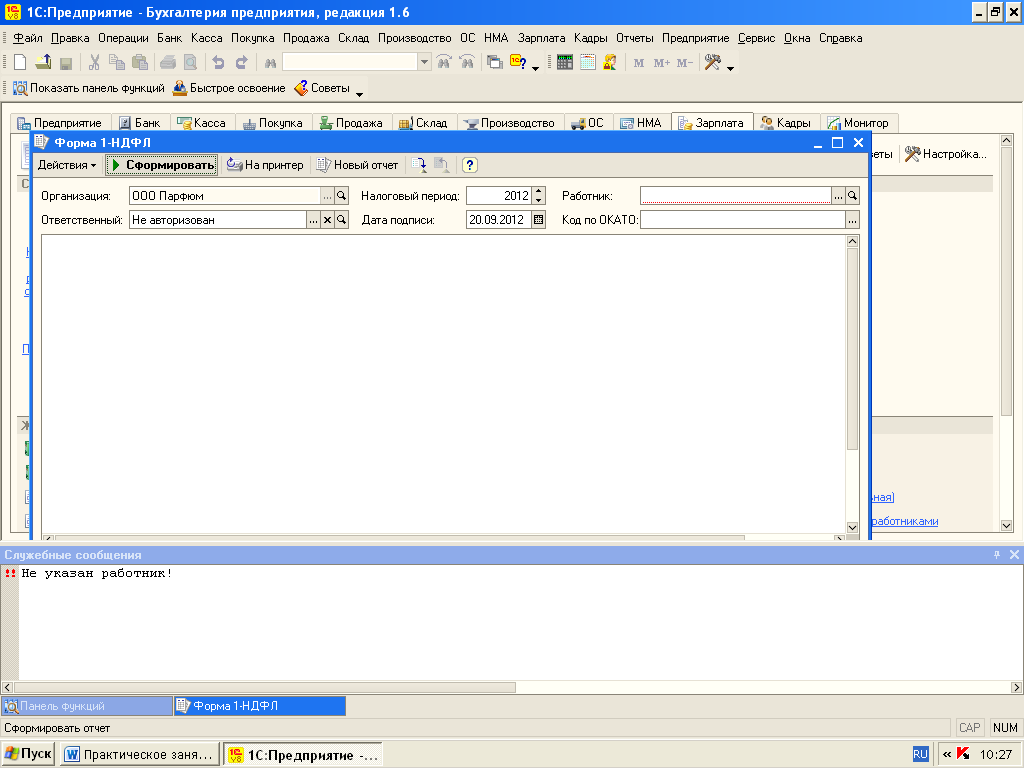 1С:Предприятие - Бухгалтерия предприятия, редакция 1.6
Файл Правка Операции Банк Касса Покупка Продажа Склад Производство ОС НМА Зарплата Кадры Отчеты Предприятие Сервис Окна Справка
М М+ М-
Показать панель функций Быстрое освоение Советы
Предприятие Банк Касса Покупка Продажа Склад Производство ОС НМА Зарплата Кадры Монитор
Форма 1-НДФЛ
Действия Сформировать На принтер Новый отчет ? Настройка...
Организация: ООО Парфюм ... Налоговый период: 2012 Работник: ...
Ответственный: Не авторизован ... × Дата подписи: 20.09.2012 Код по ОКАТО: ...
ная)
работниками
Служебные сообщения
Не указан работник!
Панель функций Форма 1-НДФЛ
Сформировать отчет CAP NUM
Пуск Практическое заня... 1С:Предприятие -... RU « 10:27